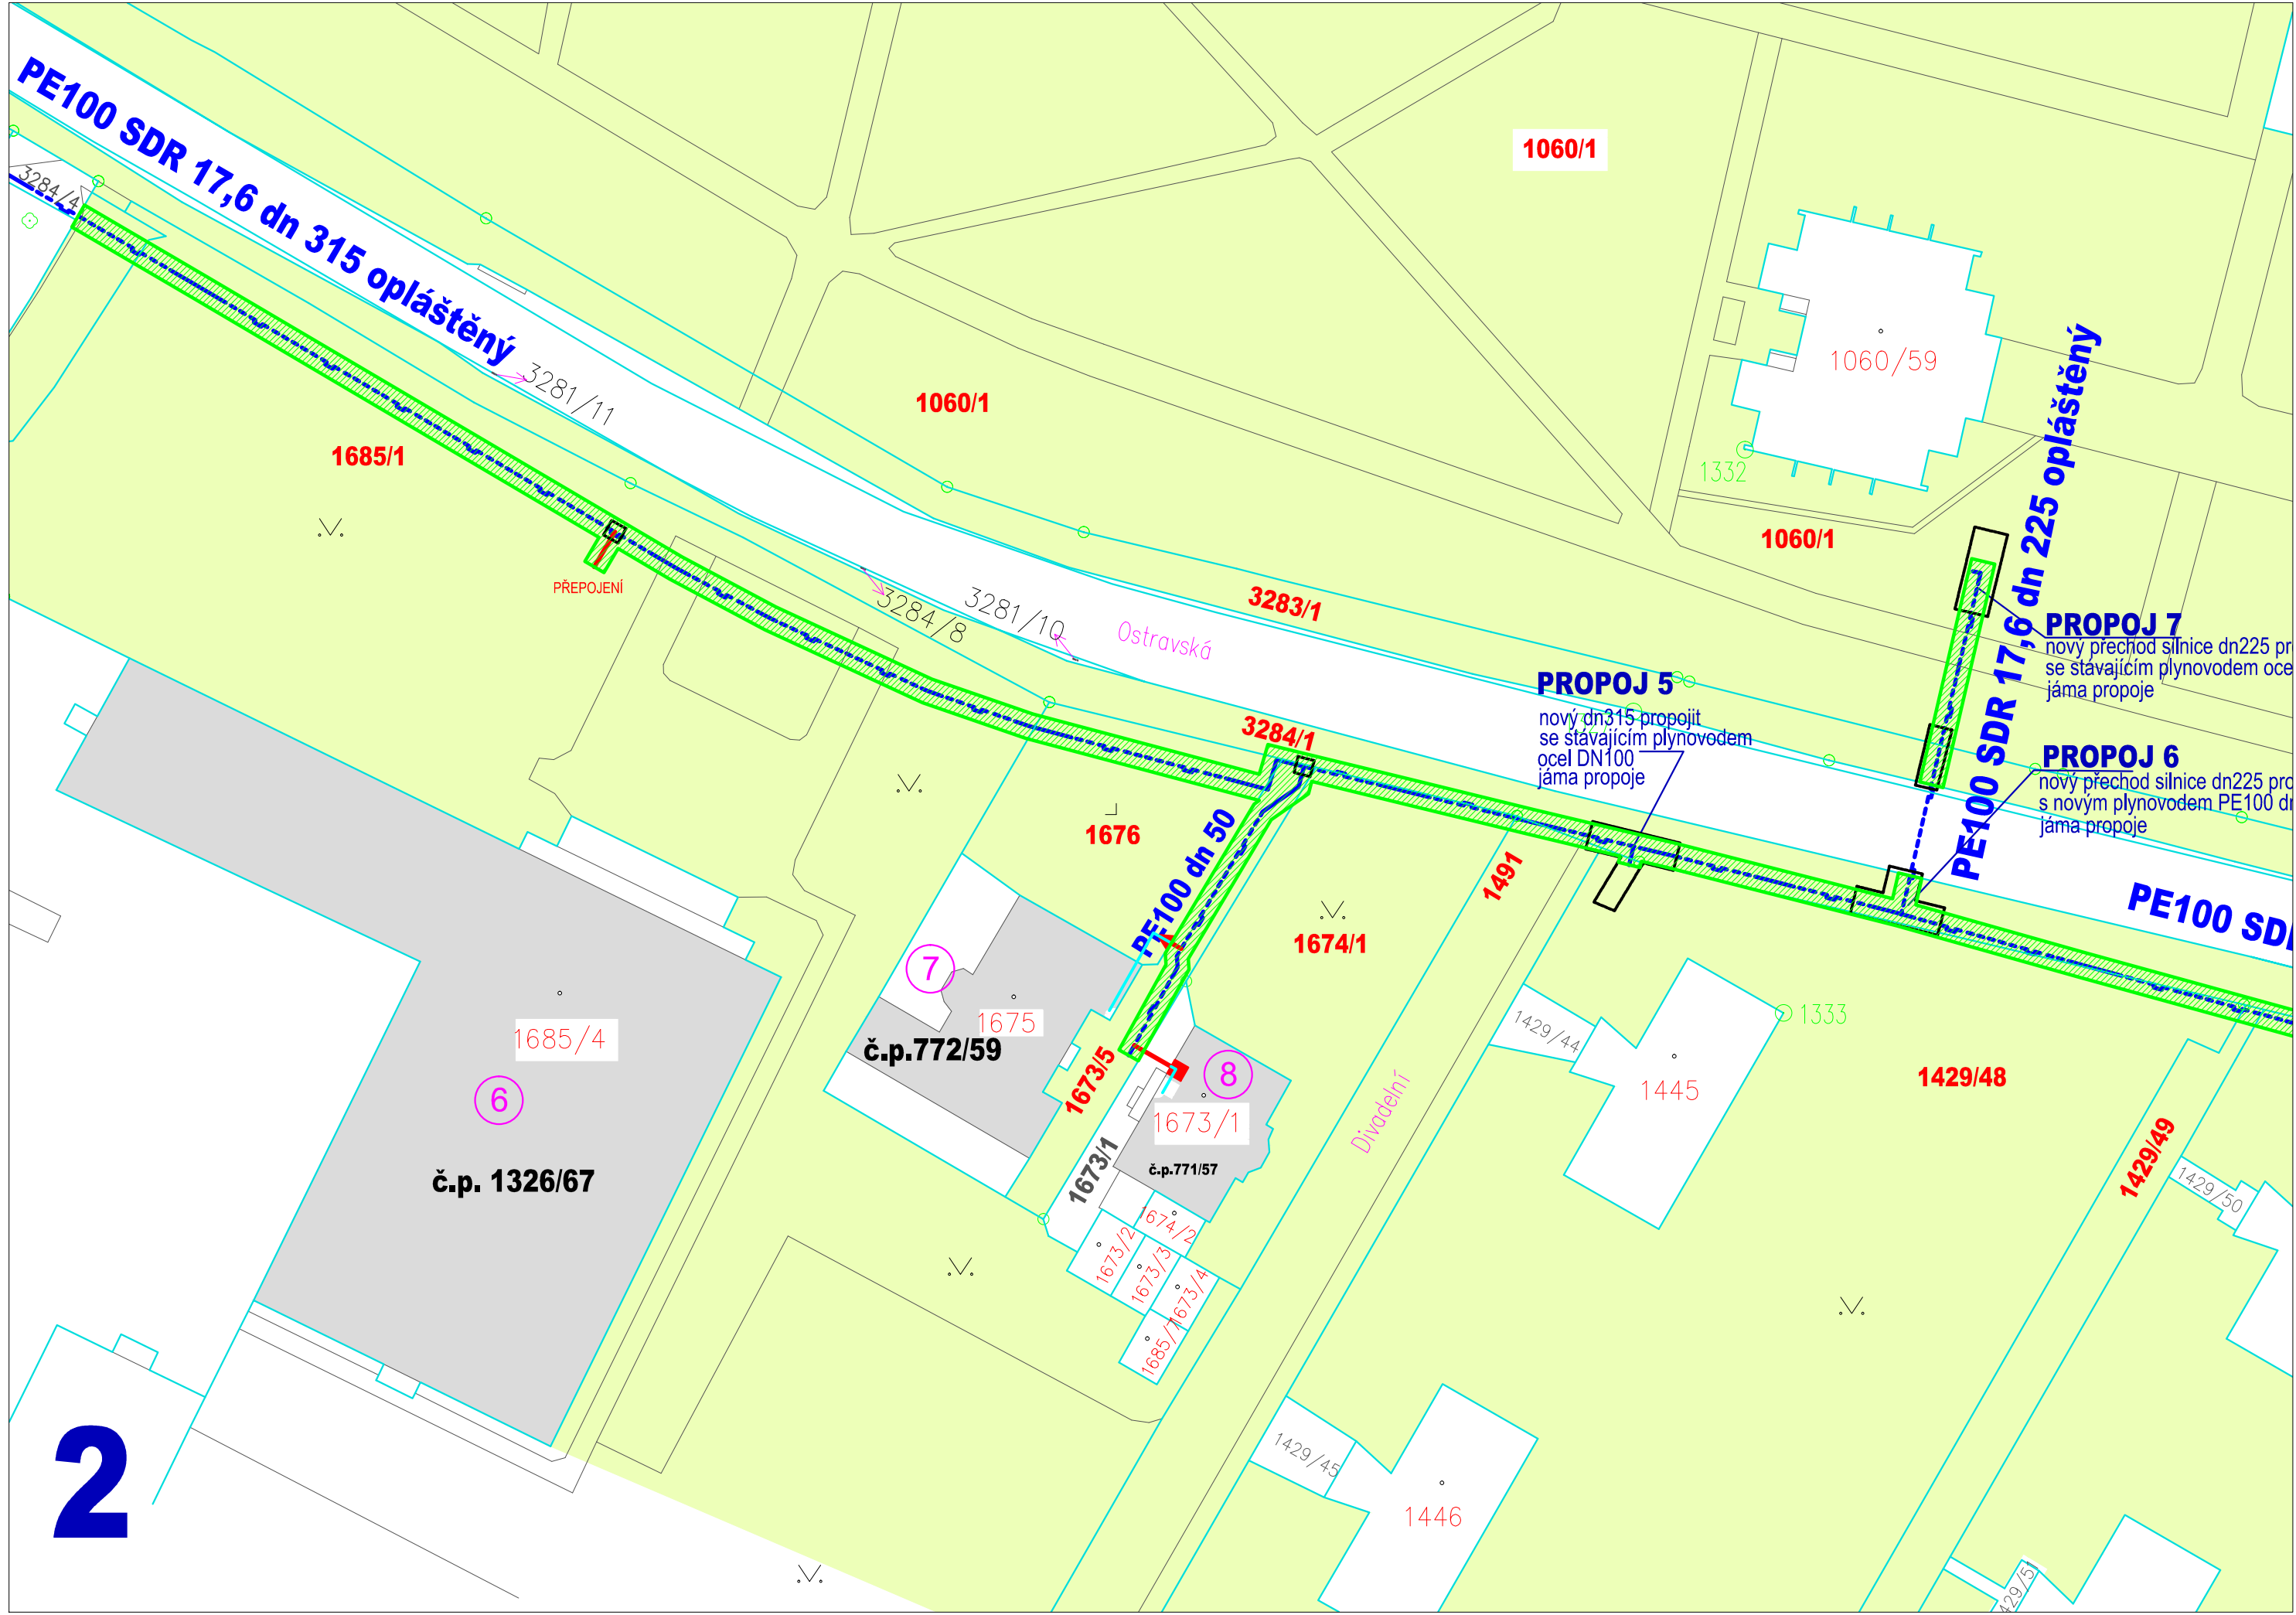 PE100 SDR 17,6 dn 315 opláštěný
1060/1
3284/4
1060/59
PE100 SDR 17,6 dn 225 opláštěný
3281/11
1060/1
1685/1
1332
1060/1
PŘEPOJENÍ
3284/8
3281/10
3283/1
Ostravská
PROPOJ 7
nový přechod silnice dn225
se stávajícím plynovodem
jáma propoje
PROPOJ 5
nový dn315 propojit
se stávajícím plynovodem
ocel DN100
jáma propoje
3284/1
PROPOJ 6
nový přechod silnice dn225
s novým plynovodem PE100
jáma propoje
1676
PE100 dn 50
1491
PE100
1674/1
7
1675
č.p.772/59
1685/4
6
1673/5
8
1673/1
1673/1
č.p.771/57
1429/44
1445
1333
1429/48
Divadelní
č.p. 1326/67
1429/49
1429/50
1674/2
1673/2
1673/3
1673/4
1685/7
1429/45
1446
2